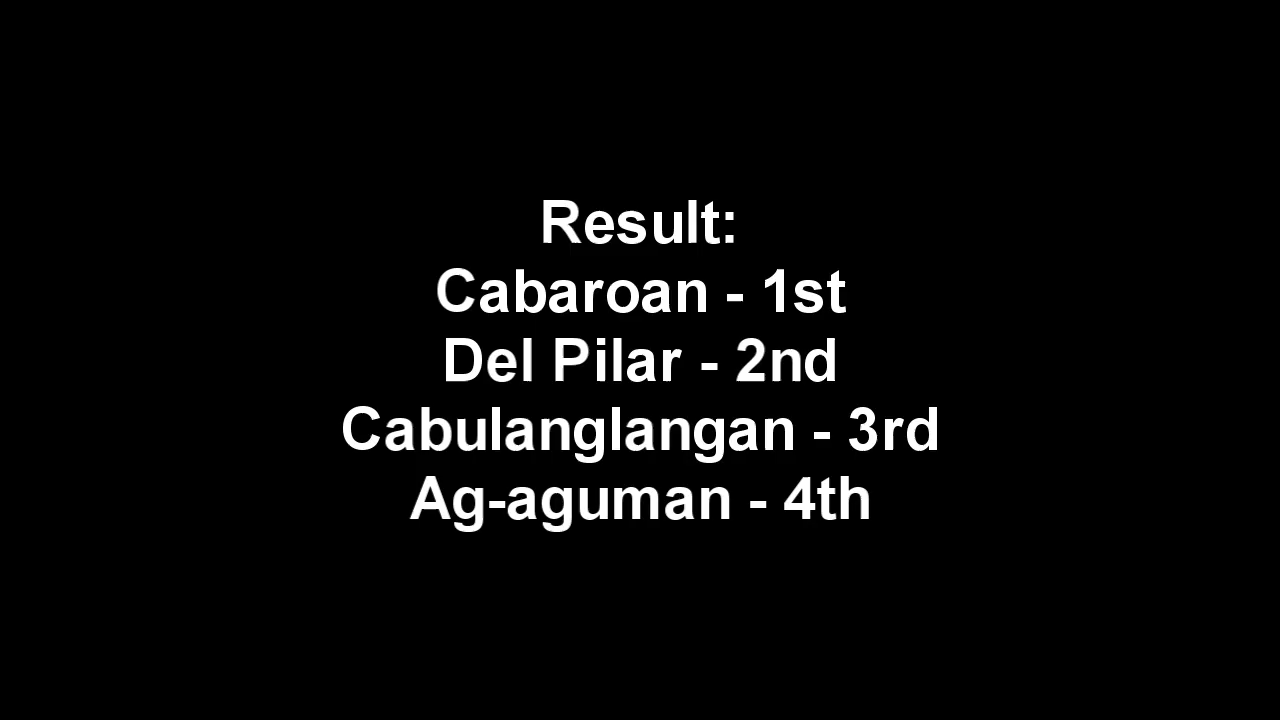 Result:
Cabaroan - 1st
Del Pilar - 2nd
Cabulanglangan - 3rd
Ag-aguman - 4th